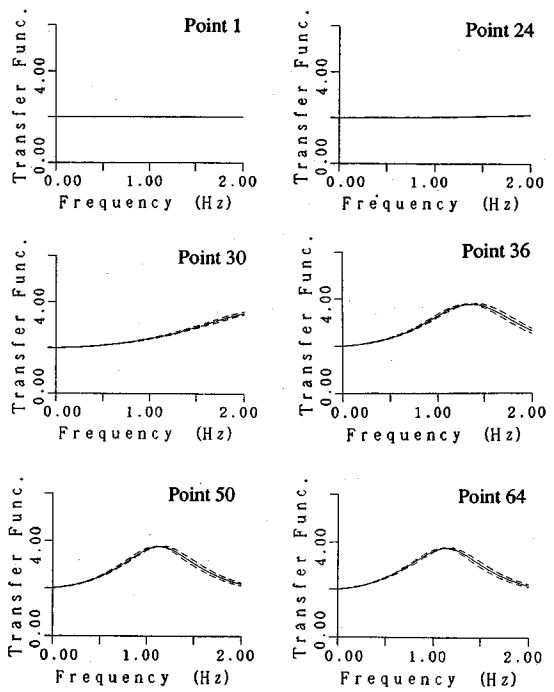 Point 1
Transfer Func.
4.00
0.00
0.00 1.00 2.00
Frequency (Hz)
Point 24
Transfer Func.
4.00
0.00
0.00 1.00 2.00
Frequency (Hz)
Point 30
Transfer Func.
4.00
0.00
0.00 1.00 2.00
Frequency (Hz)
Point 36
Transfer Func.
4.00
0.00
0.00 1.00 2.00
Frequency (Hz)
Point 50
Transfer Func.
4.00
0.00
0.00 1.00 2.00
Frequency (Hz)
Point 64
Transfer Func.
4.00
0.00
0.00 1.00 2.00
Frequency (Hz)